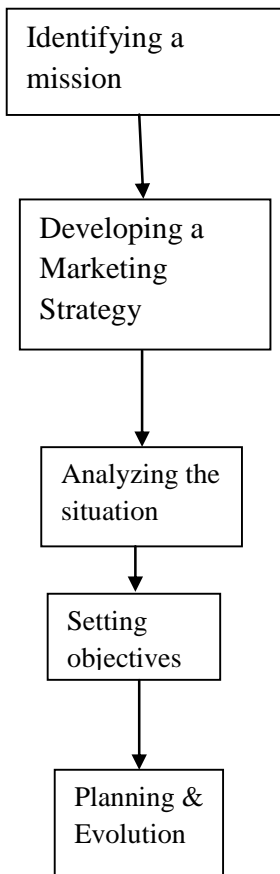 Identifying a
mission
Developing a
Marketing
Strategy
Analyzing the
situation
Setting
objectives
Planning &
Evolution